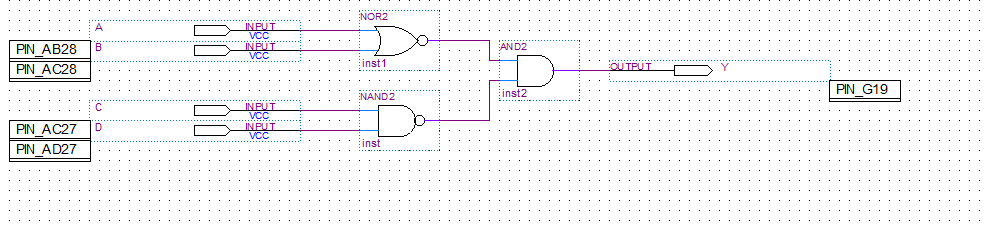 A INPUT
VCC
NOR2
PIN_AB28
B INPUT
VCC
PIN_AC28
inst1
AND2
OUTPUT Y
inst2
PIN_G19
C INPUT
VCC
NAND2
PIN_AC27
D INPUT
VCC
PIN_AD27
inst